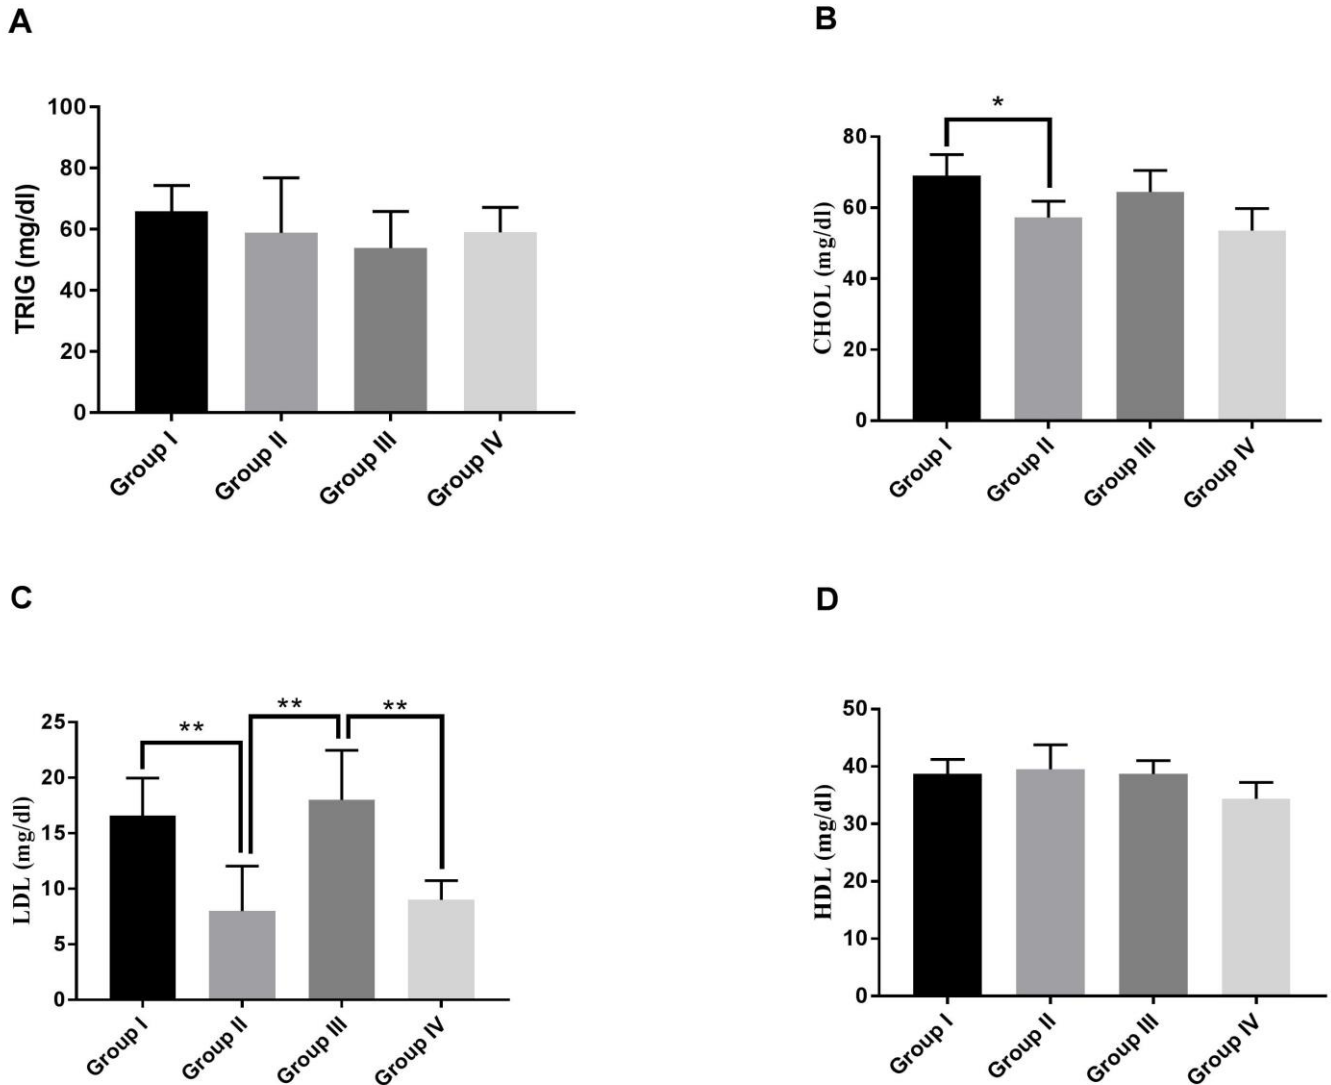 A
TRIG (mg/dl)
100
80
60
40
20
0
Group I
Group II
Group III
Group IV
B
CHOL (mg/dl)
80
60
40
20
0
*
Group I
Group II
Group III
Group IV
C
LDL (mg/dl)
25
20
15
10
5
0
**
**
**
Group I
Group II
Group III
Group IV
D
HDL (mg/dl)
50
40
30
20
10
0
Group I
Group II
Group III
Group IV